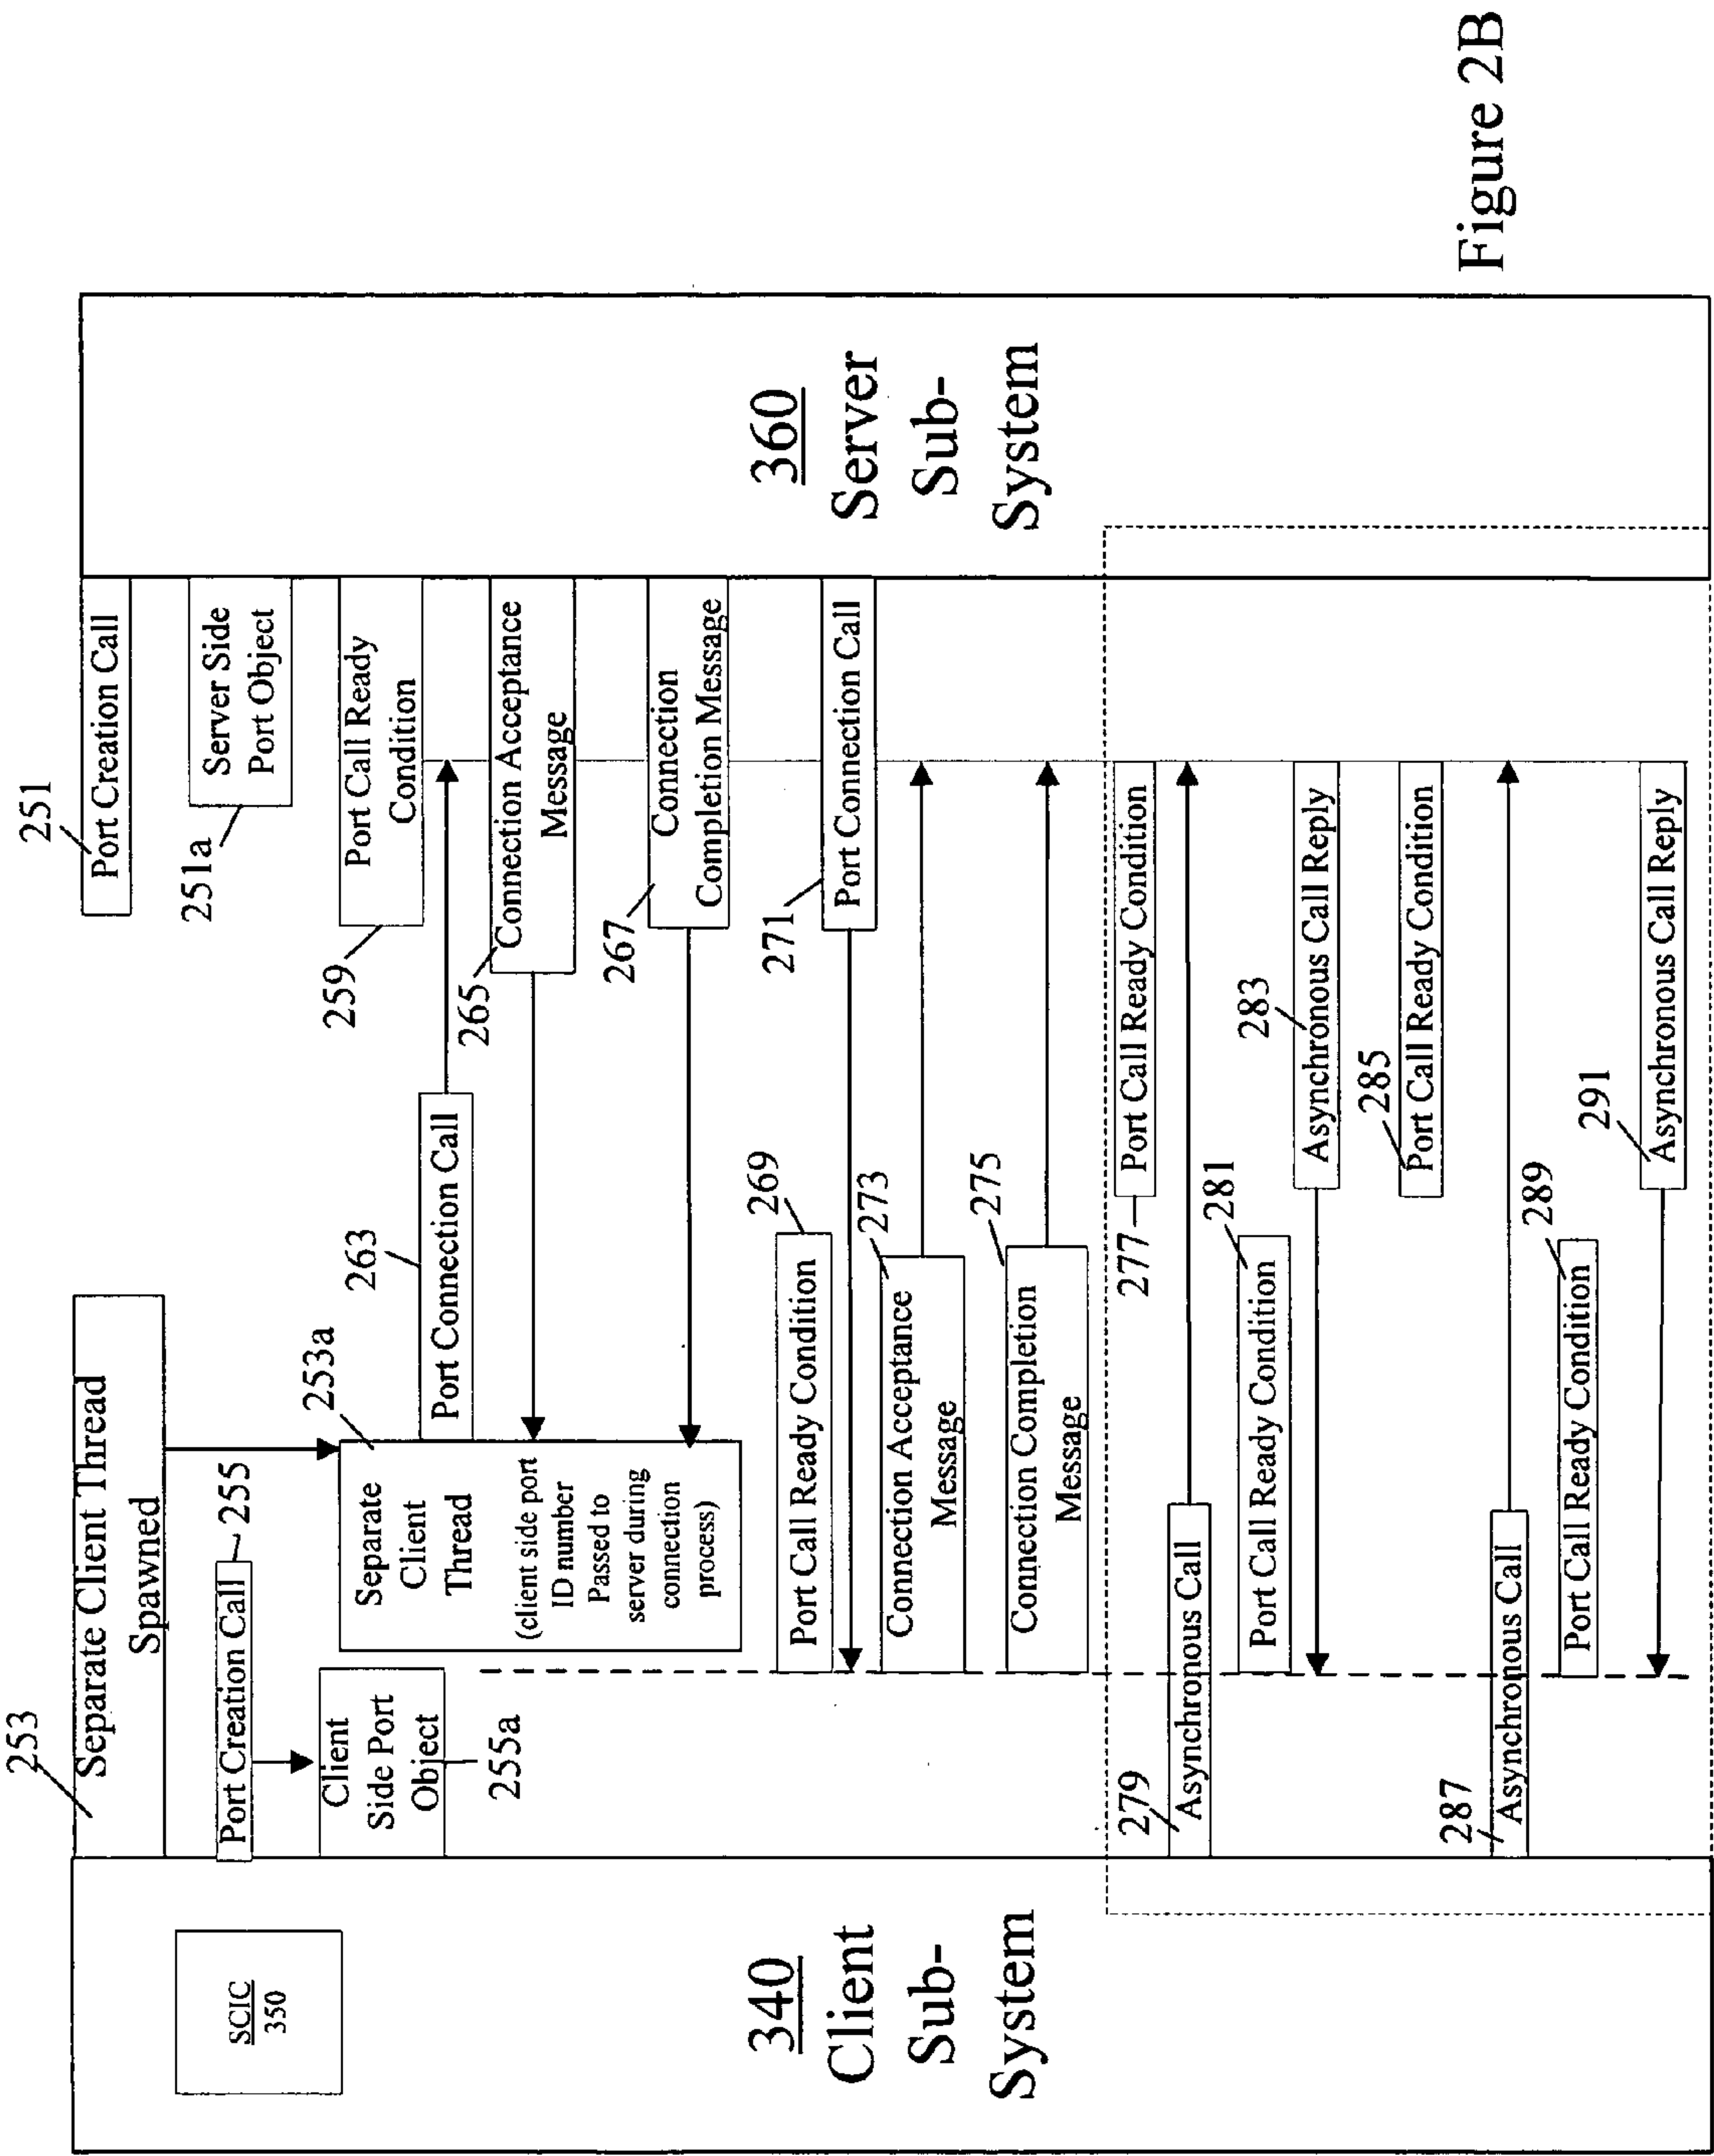 253
Separate Client Thread
Spawned
251
Port Creation Call
SCIC
350
Port Creation Call
255
Server Side
Port Object
251a
Client
Side Port
Object
255a
253a
Separate
Client
Thread
(client side port
ID number
Passed to
server during
connection
process)
263
Port Connection Call
259
Port Call Ready
Condition
265
Connection Acceptance
Message
267
Connection
Completion Message
340
Client
Sub-
System
360
Server
Sub-
System
269
Port Call Ready Condition
271
Port Connection Call
273
Connection Acceptance
Message
275
Connection Completion
Message
277
Port Call Ready Condition
279
Asynchronous Call
281
Port Call Ready Condition
283
Asynchronous Call Reply
285
Port Call Ready Condition
287
Asynchronous Call
289
Port Call Ready Condition
291
Asynchronous Call Reply
Figure 2B